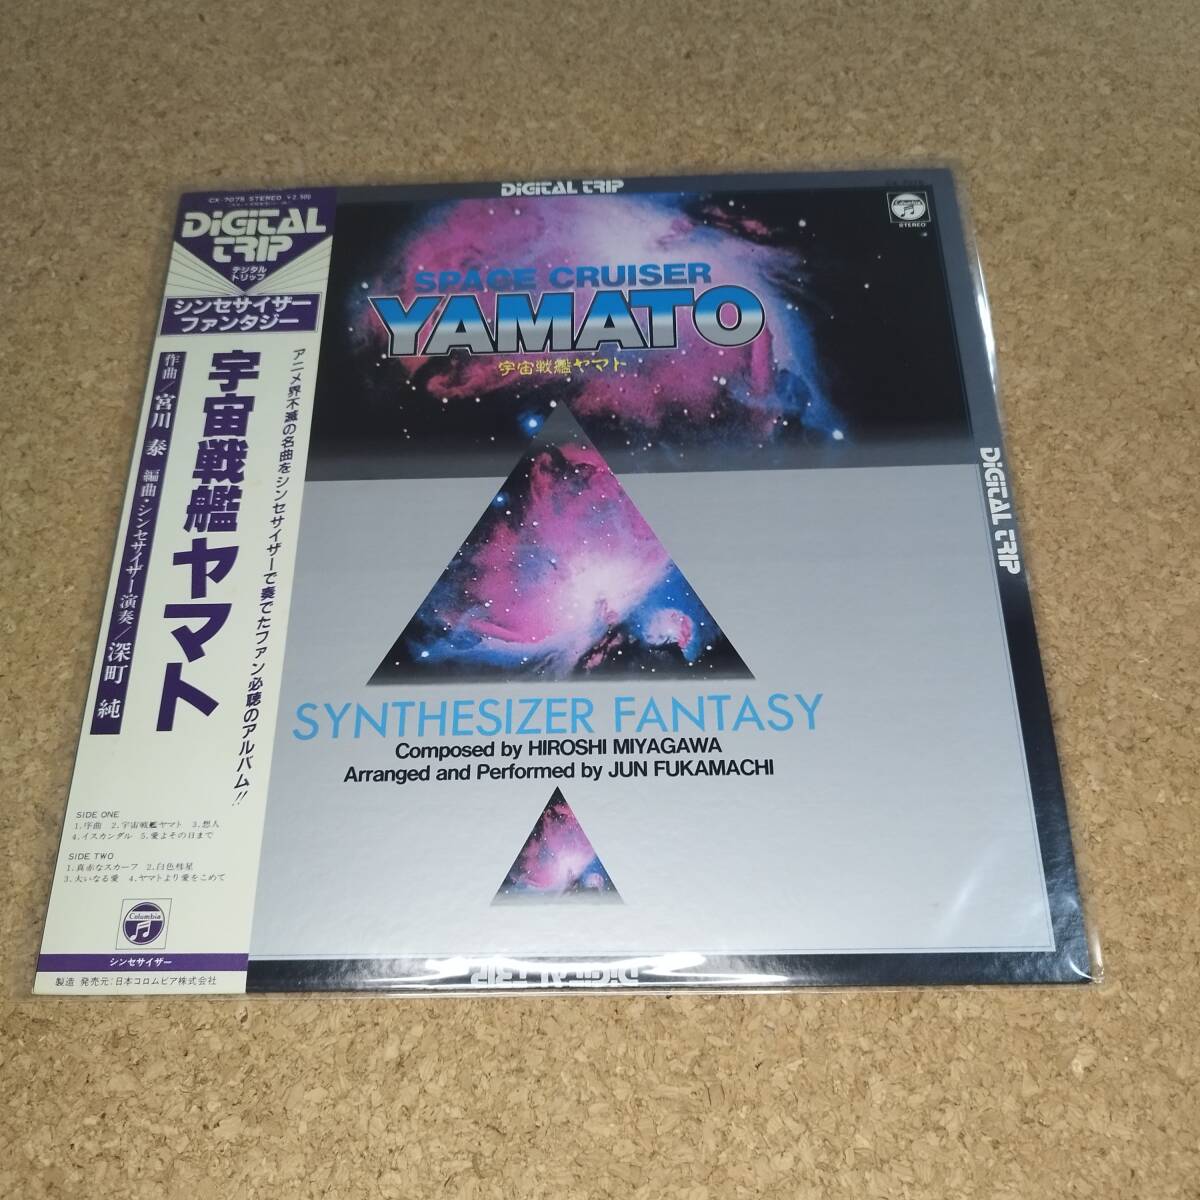 CX-7075 STEREO ¥2,500
DiGiTAL
TRIP
デジタル
トリップ
シンセサイザー
ファンタジー
アニメ界不滅の名曲をシンセサイザーで奏でたファン必聴のアルバム!!
宇宙戦艦ヤマト
作曲/宮川 泰 編曲・シンセサイザー演奏/深町 純
SIDE ONE
1.序曲 2.宇宙戦艦ヤマト 3.想人
4.イスカンダル 5.愛よその日まで
SIDE TWO
1.真赤なスカーフ 2.白色彗星
3.大いなる愛 4.ヤマトより愛をこめて
Columbia
シンセサイザー
製造 発売元:日本コロムビア株式会社
DiGiTAL TRIP
Columbia
STEREO
SPACE CRUISER
YAMATO
宇宙戦艦ヤマト
DiGiTAL TRIP
SYNTHESIZER FANTASY
Composed by HIROSHI MIYAGAWA
Arranged and Performed by JUN FUKAMACHI
DiGiTAL TRIP